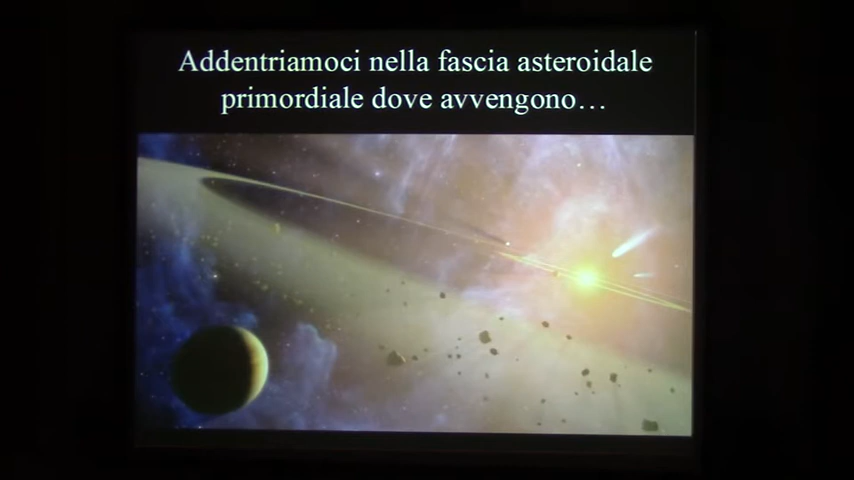 Addentriamoci nella fascia asteroidale
primordiale dove avvengono…